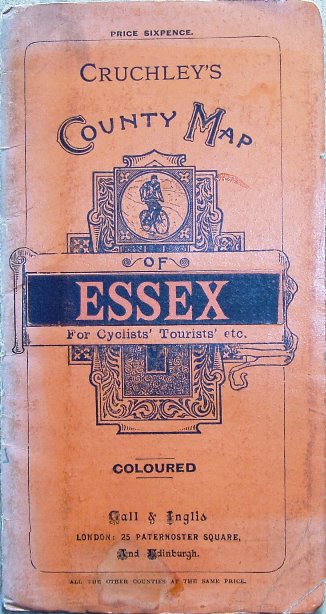 PRICE SIXPENCE.
CRUCHLEY'S
COUNTY MAP
OF
ESSEX
For Cyclists' Tourists' etc.
COLOURED
Gall & Inglis
LONDON: 25 PATERNOSTER SQUARE,
And Edinburgh.
ALL THE OTHER COUNTIES AT THE SAME PRICE.